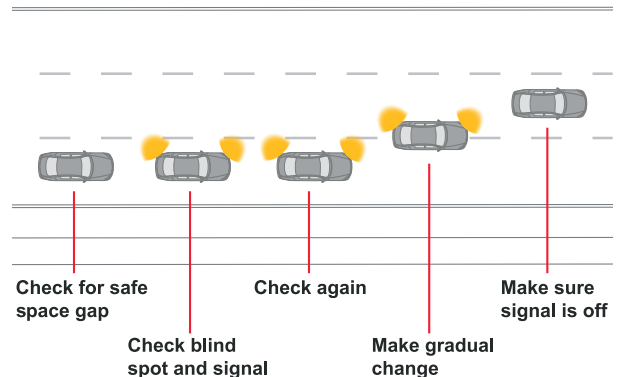 Check for safe
space gap
Check blind
spot and signal
Check again
Make gradual
change
Make sure
signal is off